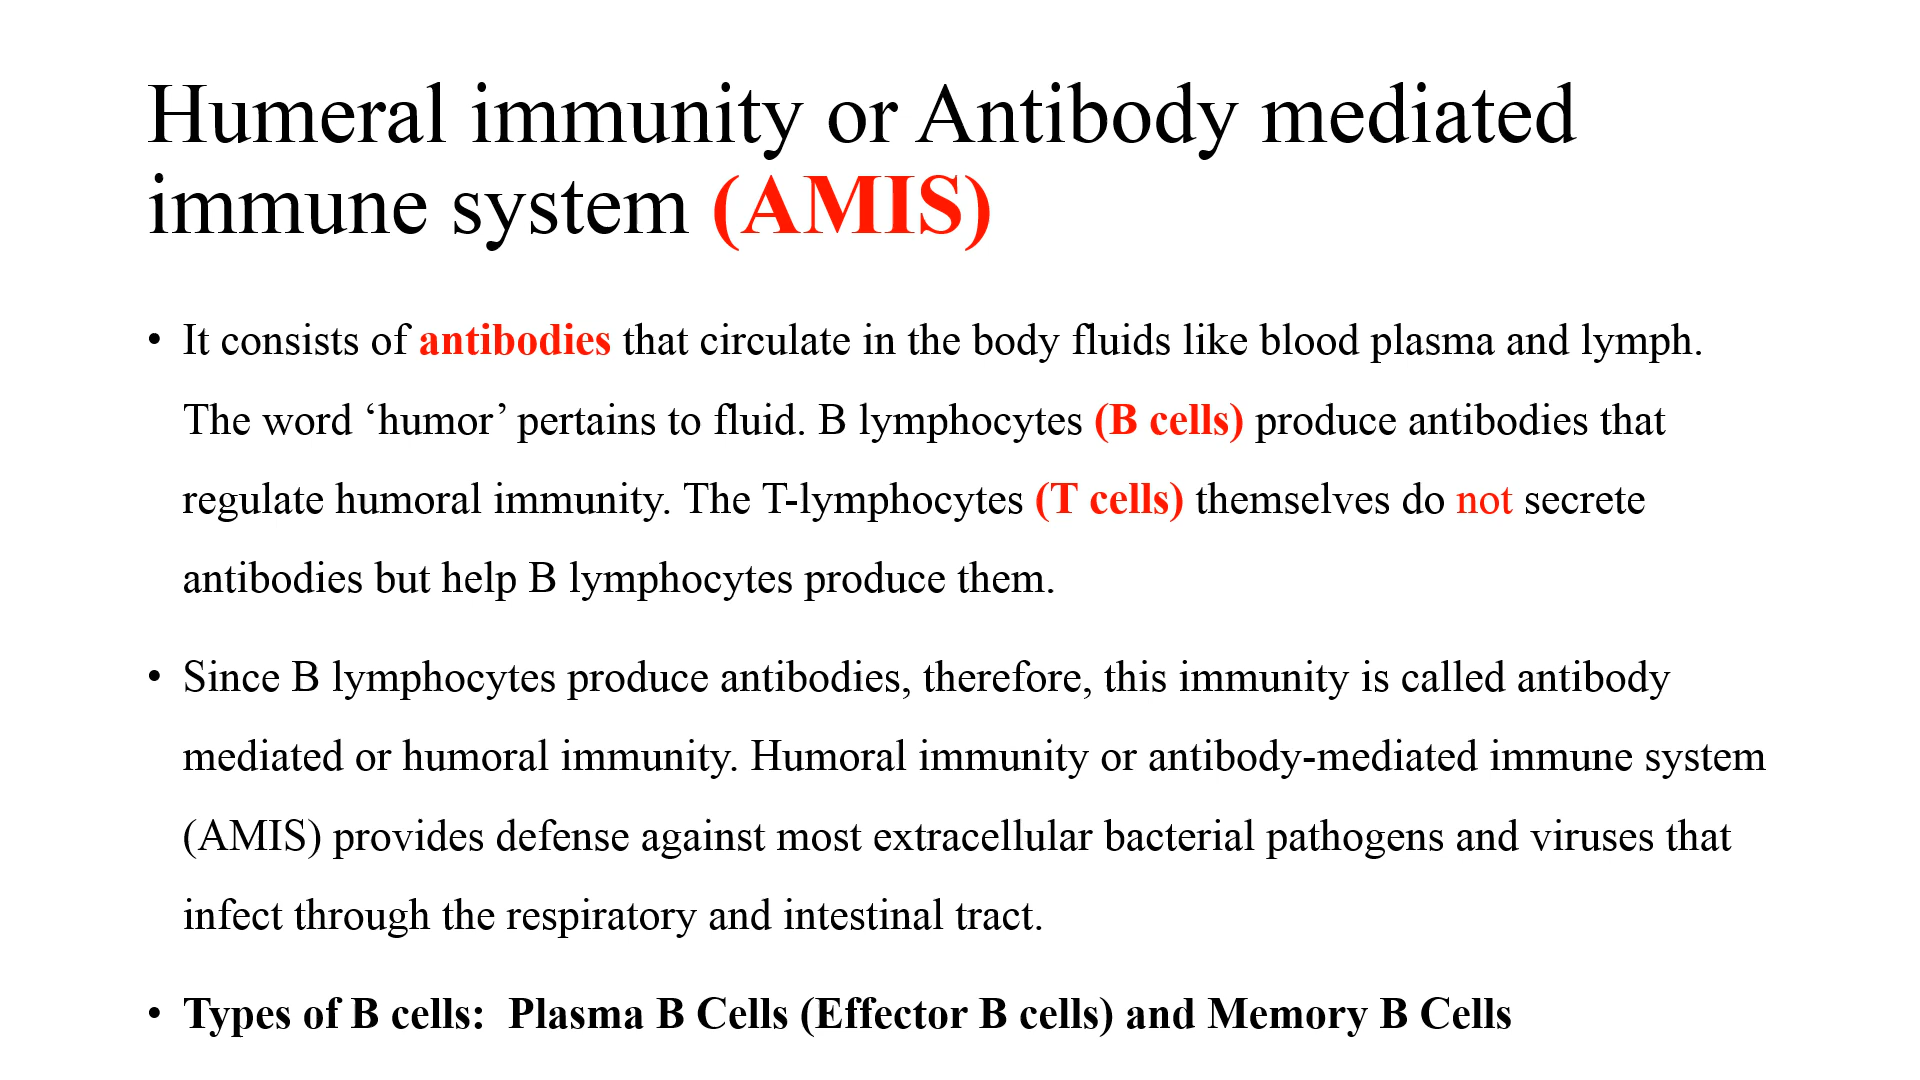 Humeral immunity or Antibody mediated
immune system (AMIS)
• It consists of antibodies that circulate in the body fluids like blood plasma and lymph.
The word ‘humor’ pertains to fluid. B lymphocytes (B cells) produce antibodies that
regulate humoral immunity. The T-lymphocytes (T cells) themselves do not secrete
antibodies but help B lymphocytes produce them.
• Since B lymphocytes produce antibodies, therefore, this immunity is called antibody
mediated or humoral immunity. Humoral immunity or antibody-mediated immune system
(AMIS) provides defense against most extracellular bacterial pathogens and viruses that
infect through the respiratory and intestinal tract.
• Types of B cells:  Plasma B Cells (Effector B cells) and Memory B Cells